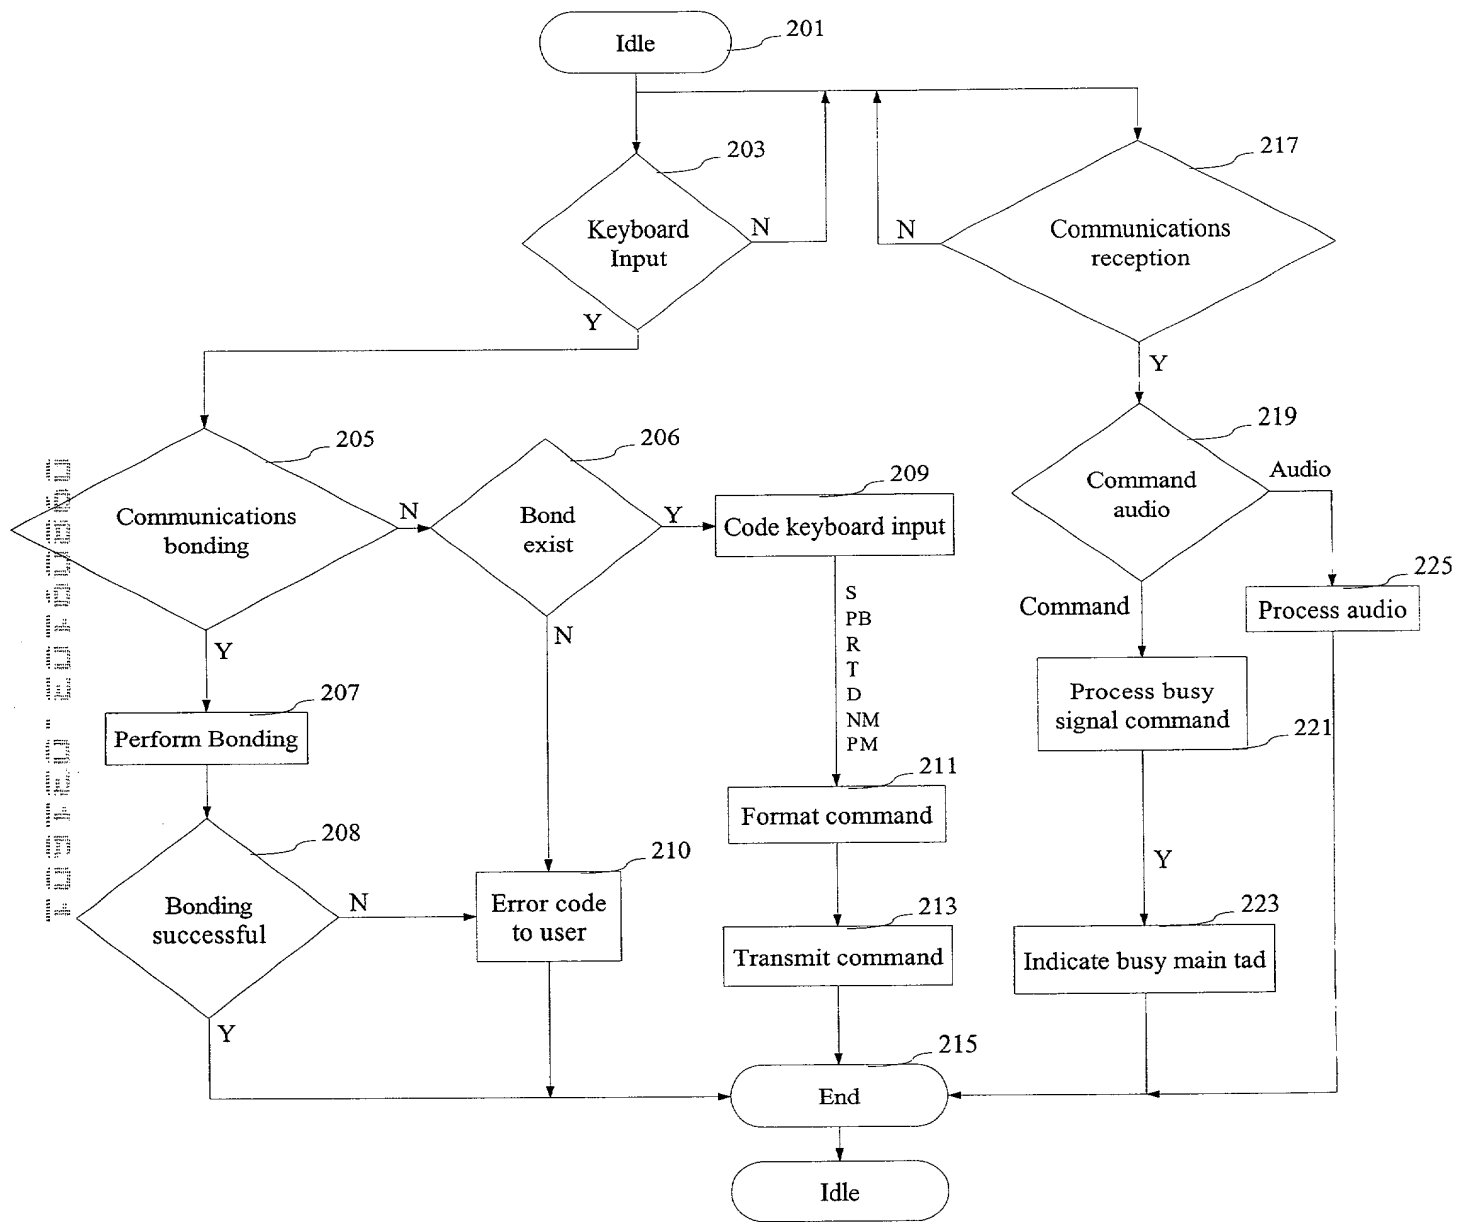 Idle
201
203
217
Keyboard
Input
N
N
Communications
reception
Y
Y
205
206
219
209
Audio
Communications
bonding
N
Bond
exist
Y
Code keyboard input
Command
audio
225
S
PB
R
T
D
NM
PM
Command
Process audio
Y
N
207
Process busy
signal command
221
Perform Bonding
211
Format command
208
210
Y
N
Bonding
successful
Error code
to user
213
223
Transmit command
Indicate busy main tad
Y
215
End
Idle